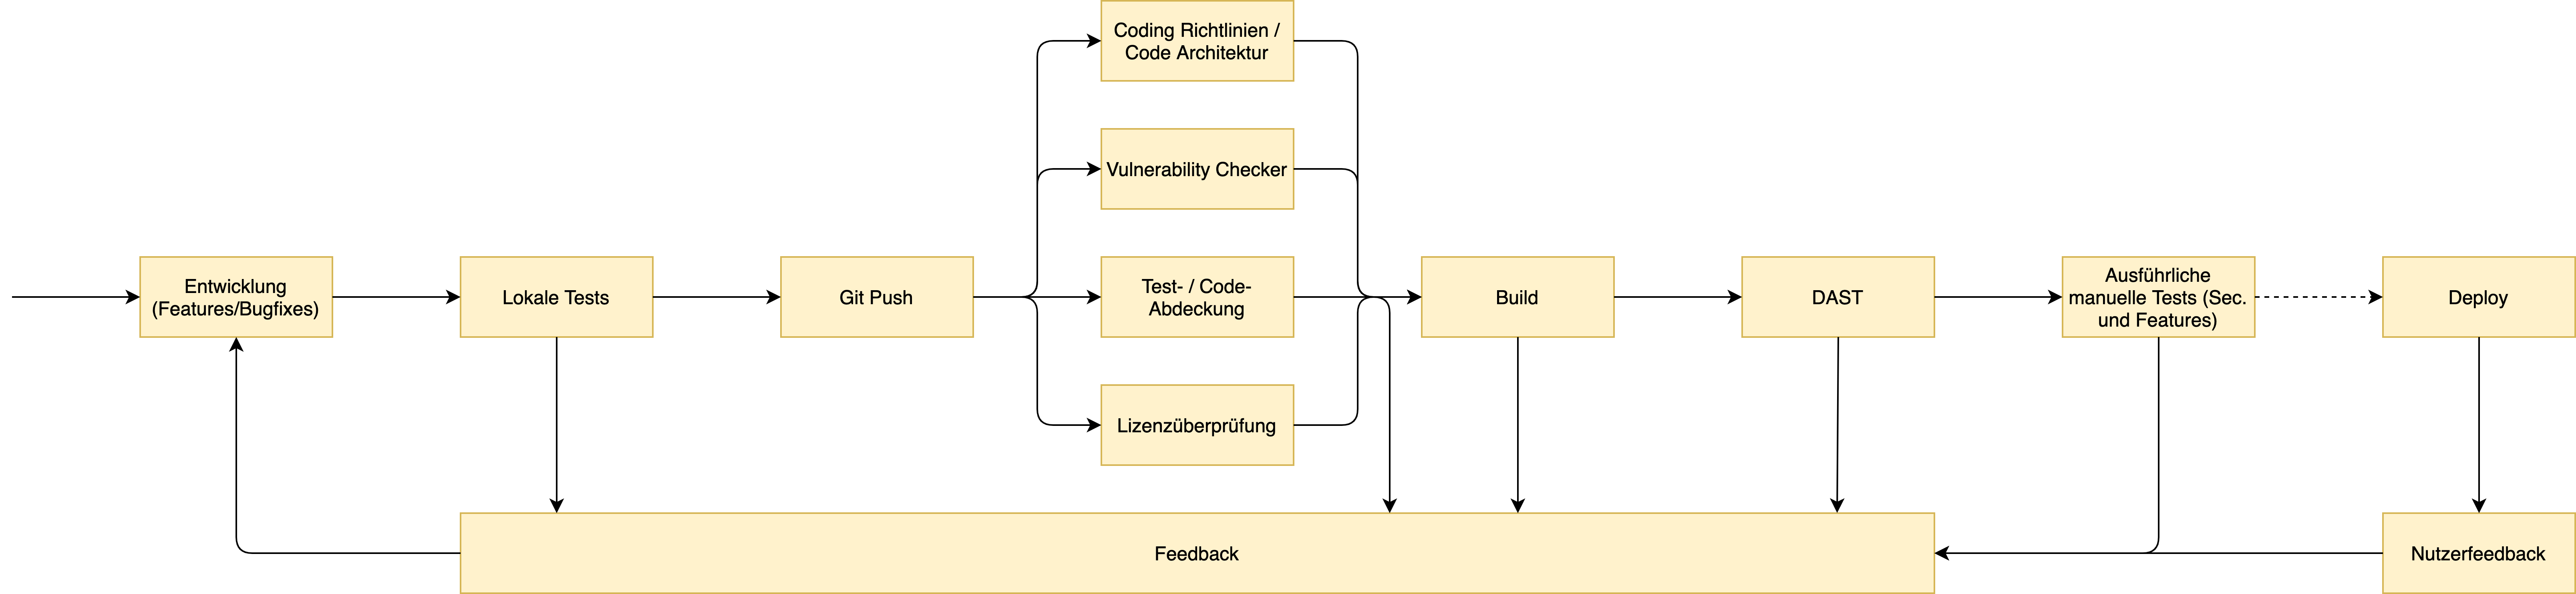 Coding Richtlinien /
Code Architektur
Vulnerability Checker
Entwicklung
(Features/Bugfixes)
Lokale Tests
Git Push
Test- / Code-
Abdeckung
Build
DAST
Ausführliche
manuelle Tests (Sec.
und Features)
Deploy
Lizenzüberprüfung
Feedback
Nutzerfeedback